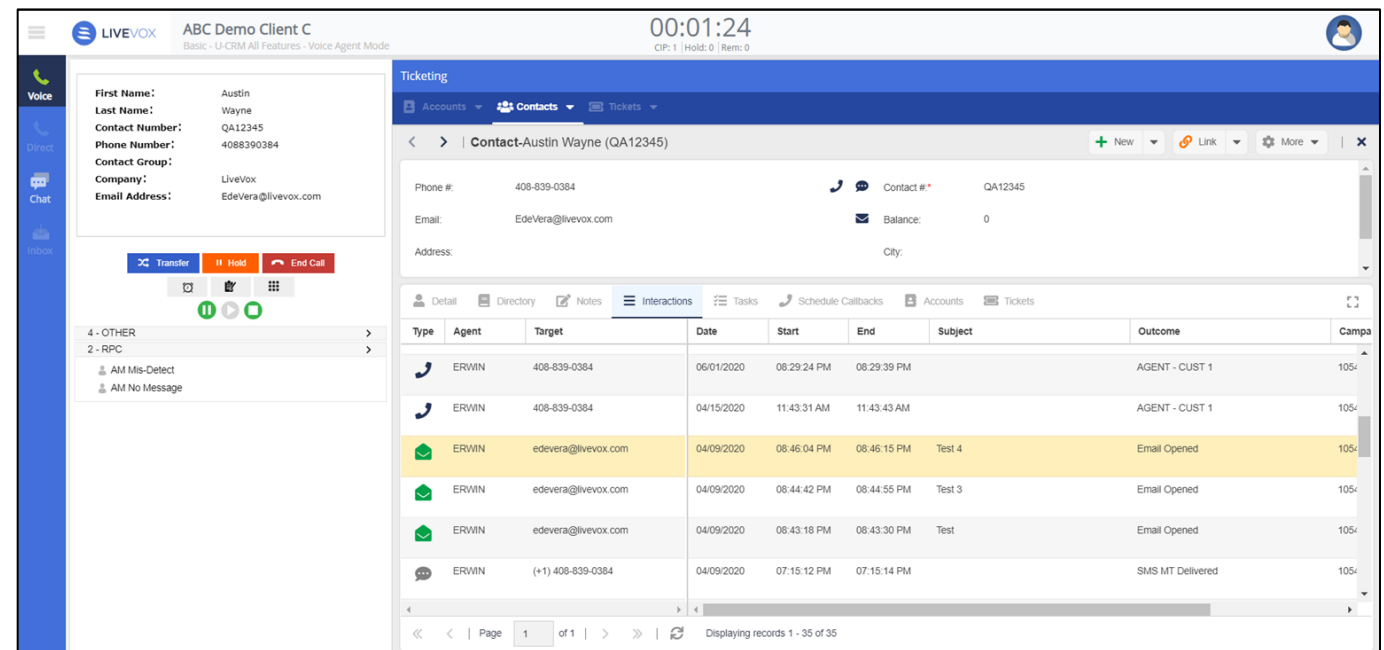 LIVEVOX
ABC Demo Client C
Basic - U-CRM All Features - Voice Agent Mode
00:01:24
CIP: 1 | Hold: 0 | Rem: 0
Voice
Direct
Chat
Inbox
First Name: Austin
Last Name: Wayne
Contact Number: QA12345
Phone Number: 4088390384
Contact Group:
Company: LiveVox
Email Address: EdeVera@livevox.com
Transfer
Hold
End Call
4 - OTHER
2 - RPC
AM Mis-Detect
AM No Message
Ticketing
Accounts Contacts Tickets
Contact-Austin Wayne (QA12345) New Link More
Phone #: 408-839-0384 Contact #:* QA12345
Email: EdeVera@livevox.com Balance: 0
Address: City:
Detail Directory Notes Interactions Tasks Schedule Callbacks Accounts Tickets
Type Agent Target Date Start End Subject Outcome Campa
ERWIN 408-839-0384 06/01/2020 08:29:24 PM 08:29:39 PM AGENT - CUST 1 1054
ERWIN 408-839-0384 04/15/2020 11:43:31 AM 11:43:43 AM AGENT - CUST 1 1054
ERWIN edevera@livevox.com 04/09/2020 08:46:04 PM 08:46:15 PM Test 4 Email Opened 1054
ERWIN edevera@livevox.com 04/09/2020 08:44:42 PM 08:44:55 PM Test 3 Email Opened 1054
ERWIN edevera@livevox.com 04/09/2020 08:43:18 PM 08:43:30 PM Test Email Opened 1054
ERWIN (+1) 408-839-0384 04/09/2020 07:15:12 PM 07:15:14 PM SMS MT Delivered 1054
Page 1 of 1 Displaying records 1 - 35 of 35